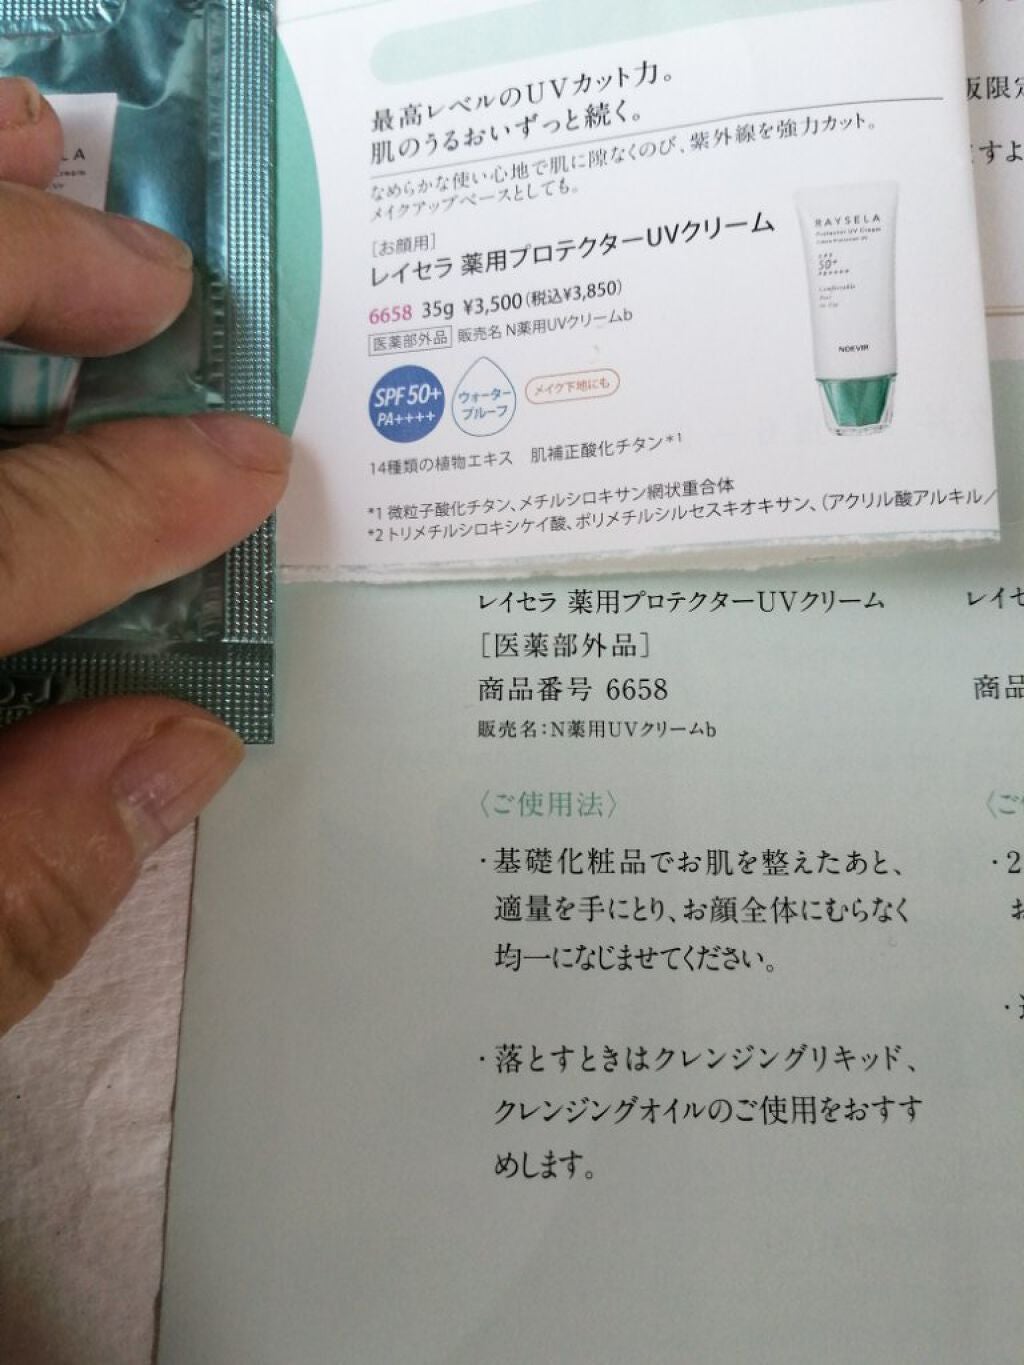 最高レベルのUVカット力。
肌のうるおいずっと続く。
なめらかな使い心地で肌に隙なくのび、紫外線を強力カット。
メイクアップベースとしても。
[お顔用]
レイセラ 薬用プロテクターUVクリーム
6658 35g ¥3,500(税込¥3,850)
医薬部外品 販売名 N薬用UVクリームb
SPF50+
PA++++
ウォーター
プルーフ
メイク下地にも
14種類の植物エキス 肌補正酸化チタン*1
*1 微粒子酸化チタン、メチルシロキサン網状重合体
*2 トリメチルシロキシケイ酸、ポリメチルシルセスキオキサン、(アクリル酸アルキル/
RAYSELA
Protector UV Cream
SPF
50+
NOEVIR
販限定
すよ
レイセラ 薬用プロテクターUVクリーム
[医薬部外品]
商品番号 6658
販売名:N薬用UVクリームb
〈ご使用法〉
・基礎化粧品でお肌を整えたあと、
適量を手にとり、お顔全体にむらなく
均一になじませてください。
・落とすときはクレンジングリキッド、
クレンジングオイルのご使用をおすす
めします。
レイセ
商品
〈ご
・2
お